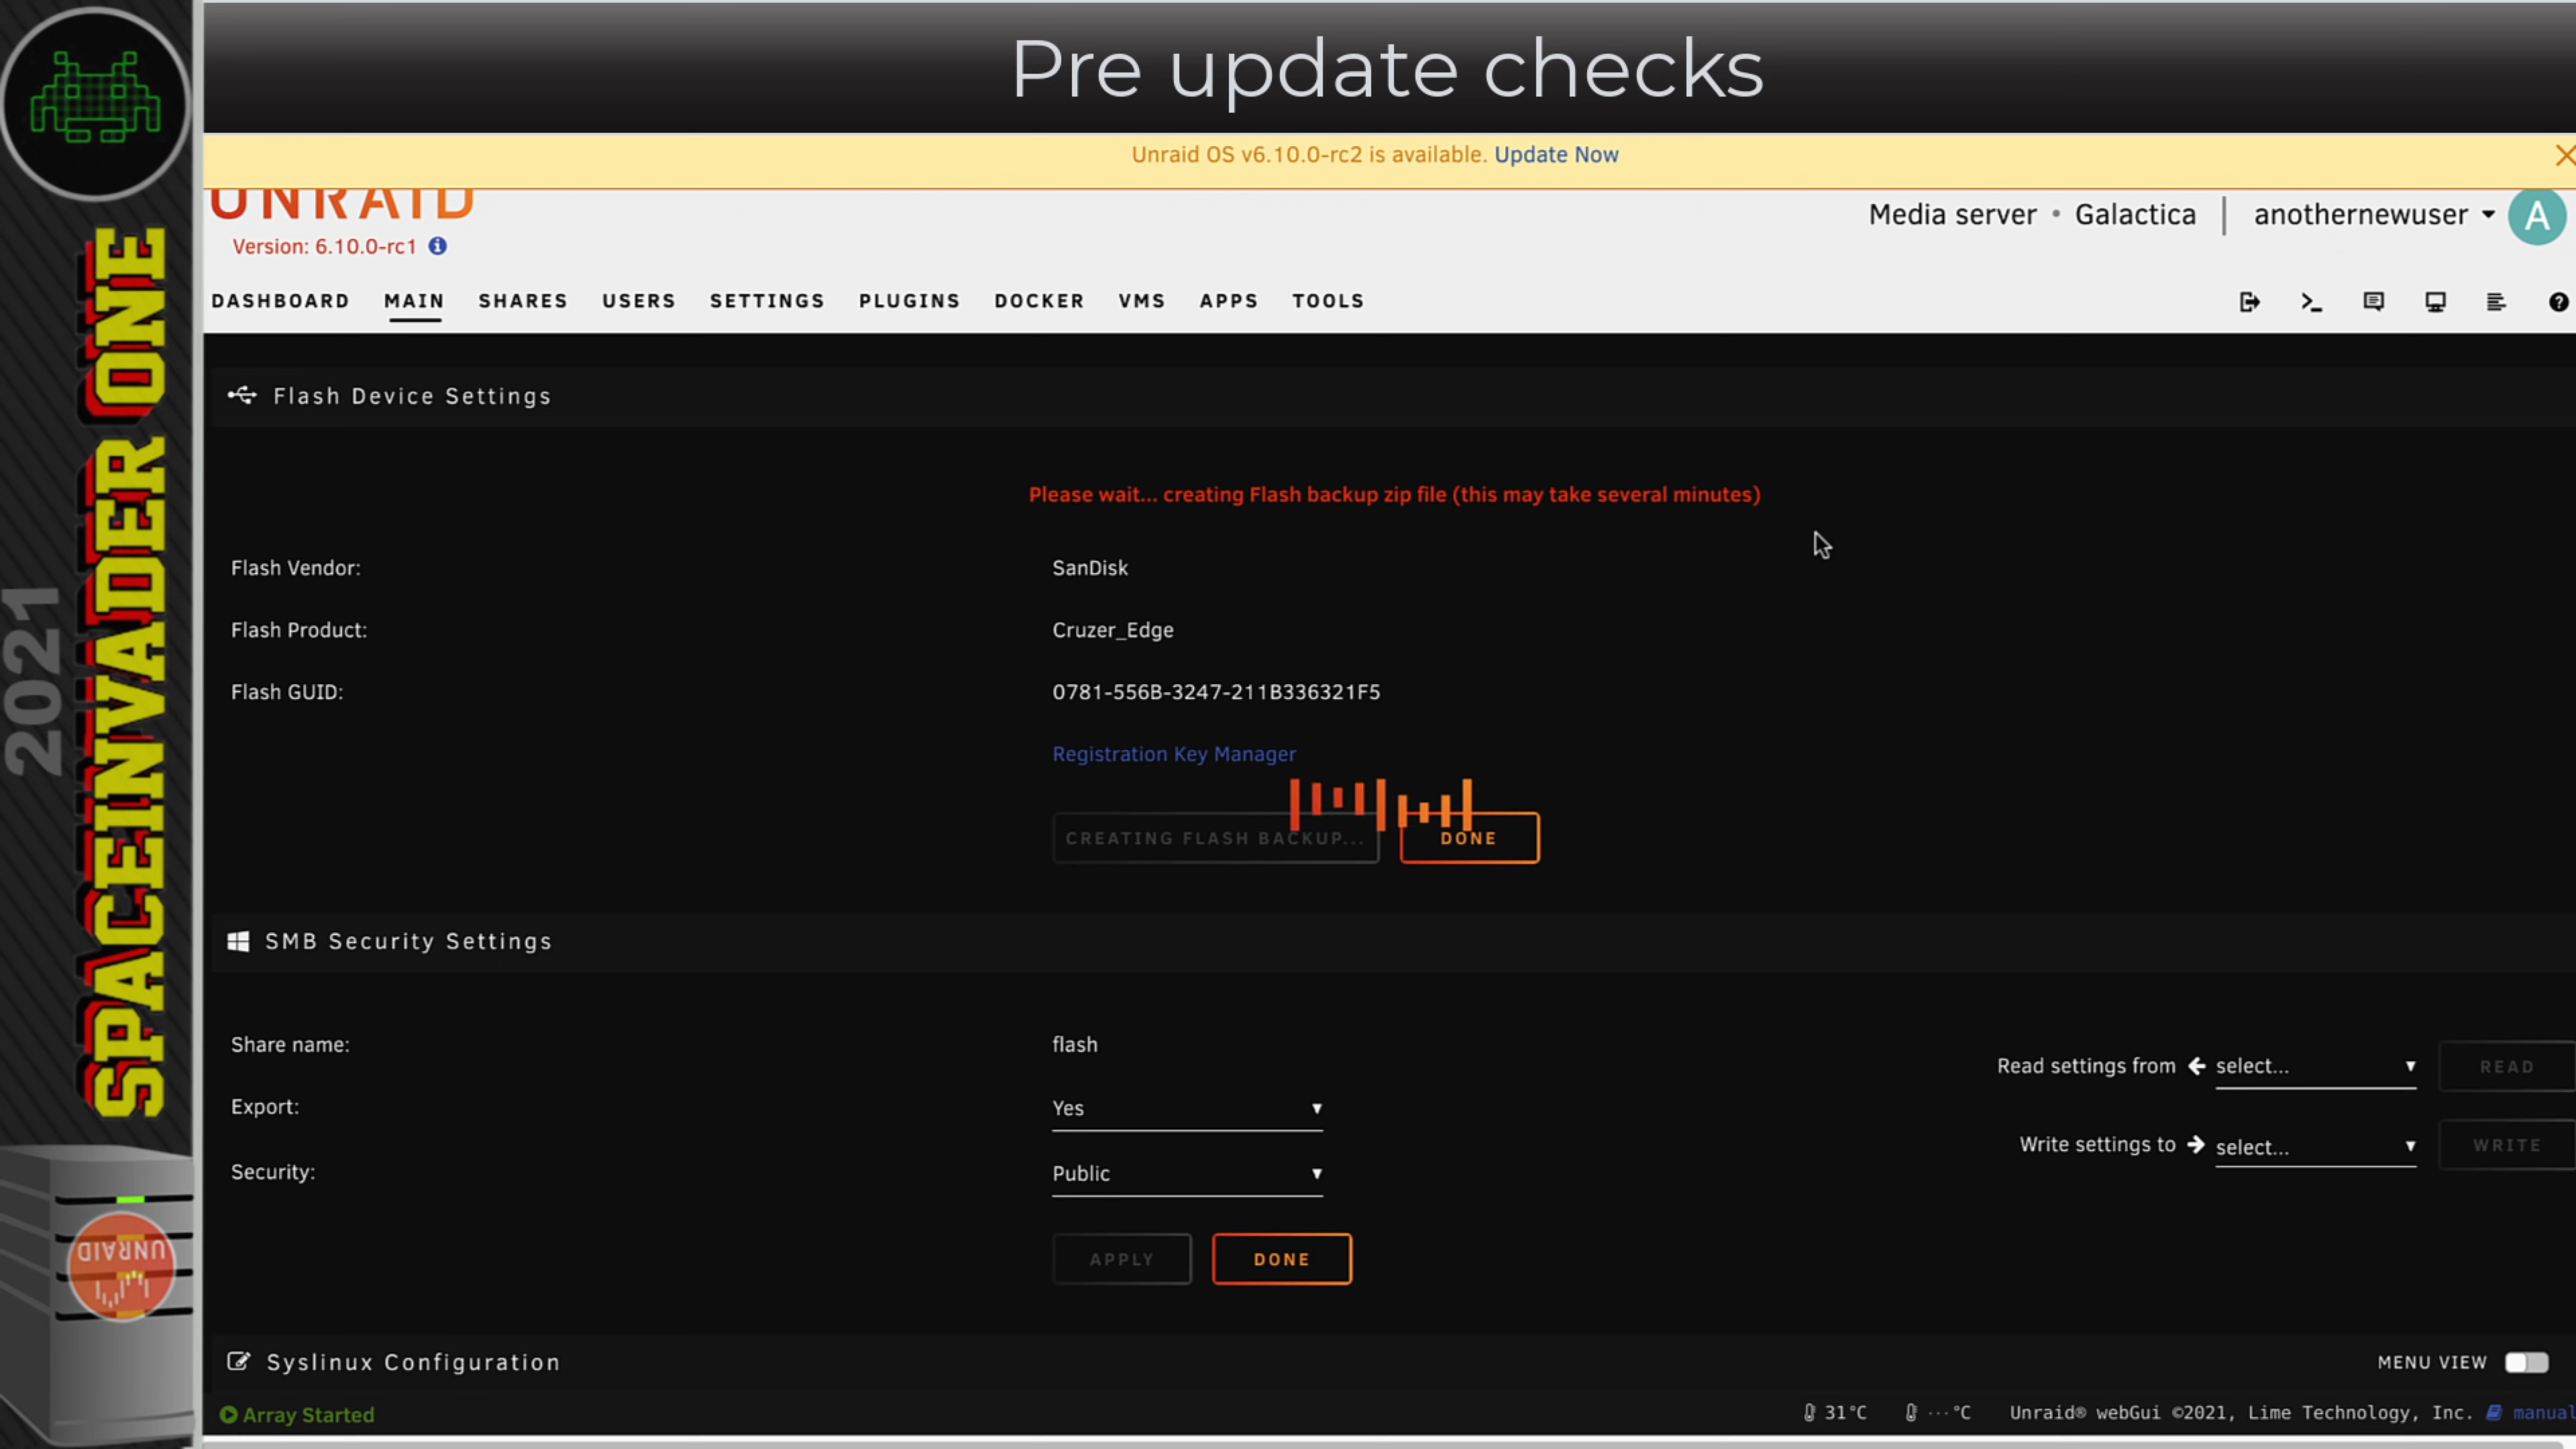 Pre update checks
Unraid OS v6.10.0-rc2 is available. Update Now
UNRAID
Version: 6.10.0-rc1
Media server • Galactica | anothernewuser
A
DASHBOARD MAIN SHARES USERS SETTINGS PLUGINS DOCKER VMS APPS TOOLS
Flash Device Settings
Please wait... creating Flash backup zip file (this may take several minutes)
Flash Vendor: SanDisk
Flash Product: Cruzer_Edge
Flash GUID: 0781-556B-3247-211B336321F5
Registration Key Manager
CREATING FLASH BACKUP... DONE
SMB Security Settings
Share name: flash
Export: Yes
Security: Public
Read settings from select... READ
Write settings to select... WRITE
APPLY DONE
Syslinux Configuration
MENU VIEW
Array Started
31°C ···°C Unraid® webGui ©2021, Lime Technology, Inc. manual
2021
SPACEINVADER ONE
UNRAID